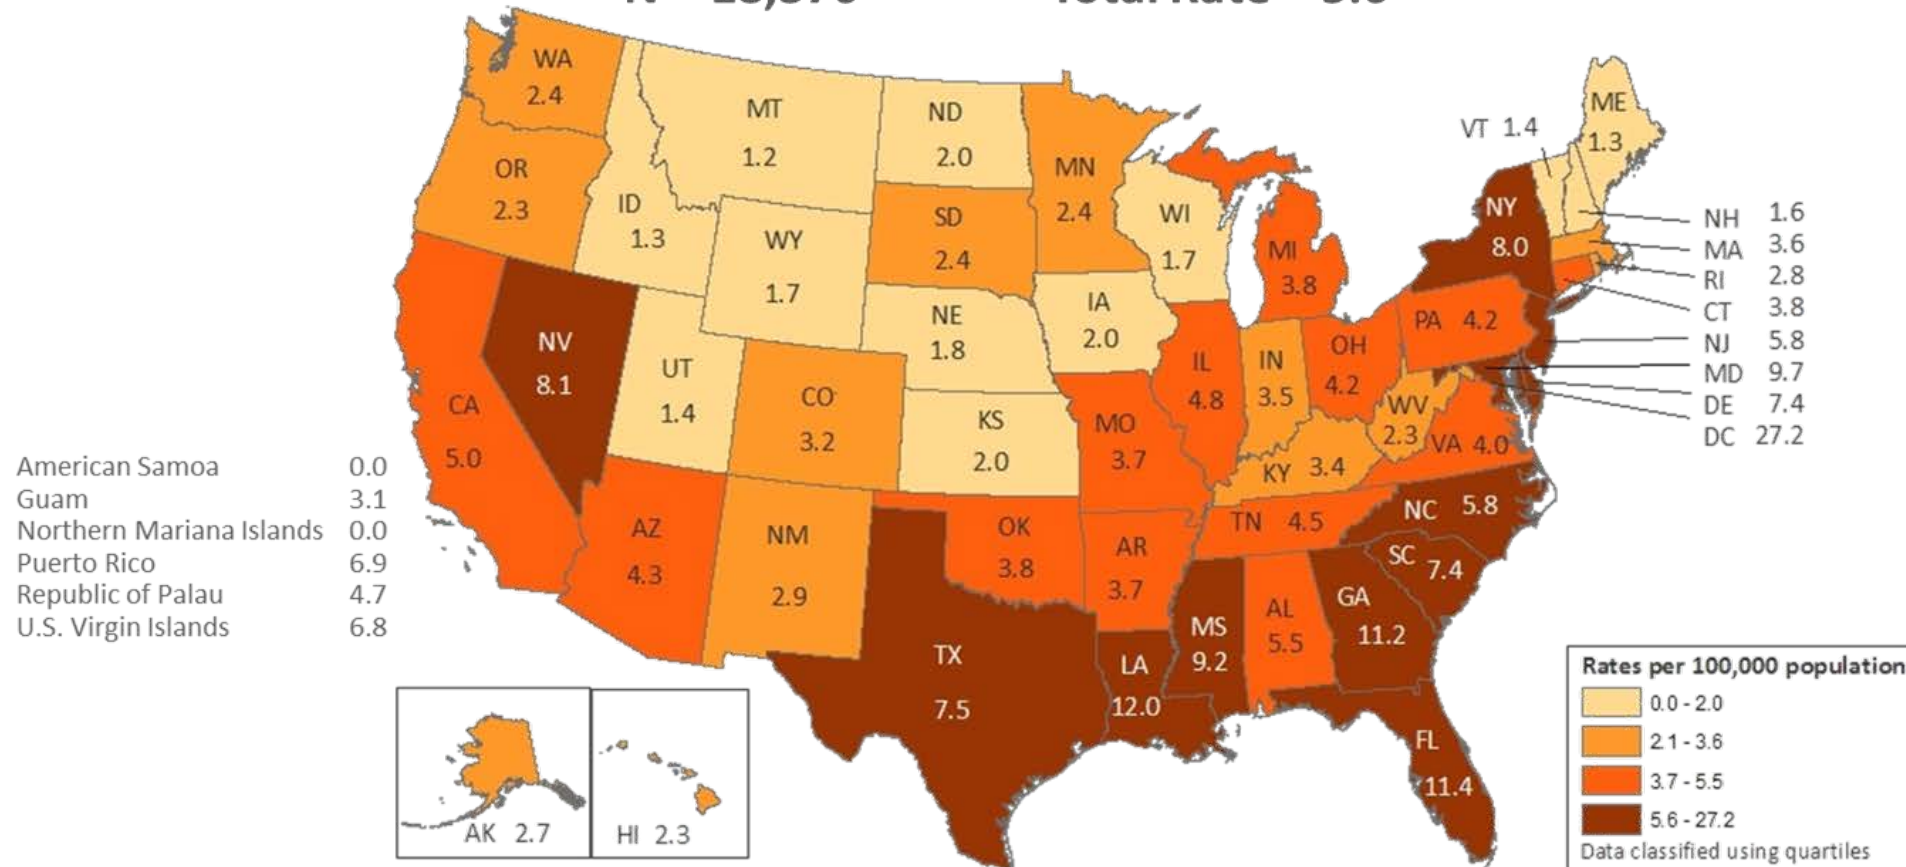 WA
2.4
MT
1.2
ND
2.0
MN
2.4
OR
2.3
ID
1.3
WY
1.7
SD
2.4
WI
1.7
MI
3.8
VT 1.4
ME
1.3
NY
8.0
NH 1.6
MA 3.6
RI 2.8
CT 3.8
NJ 5.8
MD 9.7
DE 7.4
DC 27.2
NV
8.1
UT
1.4
CO
3.2
NE
1.8
IA
2.0
KS
2.0
IL
4.8
IN
3.5
OH
4.2
PA 4.2
WV
2.3
VA 4.0
CA
5.0
MO
3.7
KY 3.4
AZ
4.3
NM
2.9
OK
3.8
AR
3.7
TN 4.5
NC 5.8
SC
7.4
TX
7.5
LA
12.0
MS
9.2
AL
5.5
GA
11.2
FL
11.4
American Samoa 0.0
Guam 3.1
Northern Mariana Islands 0.0
Puerto Rico 6.9
Republic of Palau 4.7
U.S. Virgin Islands 6.8
AK 2.7
HI 2.3
Rates per 100,000 population
0.0 - 2.0
2.1 - 3.6
3.7 - 5.5
5.6 - 27.2
Data classified using quartiles